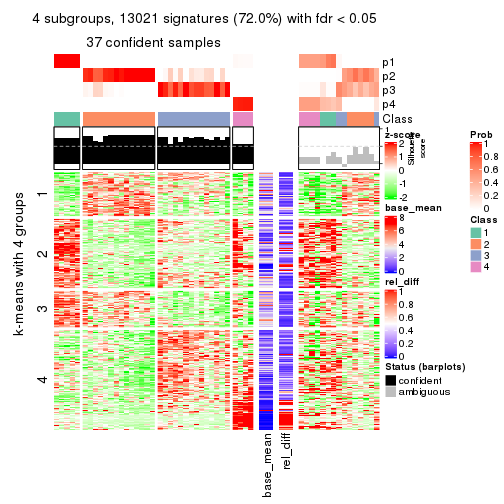 4 subgroups, 13021 signatures (72.0%) with fdr < 0.05
37 confident samples
p1
p2
p3
p4
Class
1
Silhouette
score
k-means with 4 groups
1
2
3
4
base_mean
rel_diff
z-score
2
1
0
-1
-2
base_mean
8
6
4
2
0
rel_diff
1
0.8
0.6
0.4
0.2
0
Status (barplots)
confident
ambiguous
Prob
1
0.8
0.6
0.4
0.2
0
Class
1
2
3
4